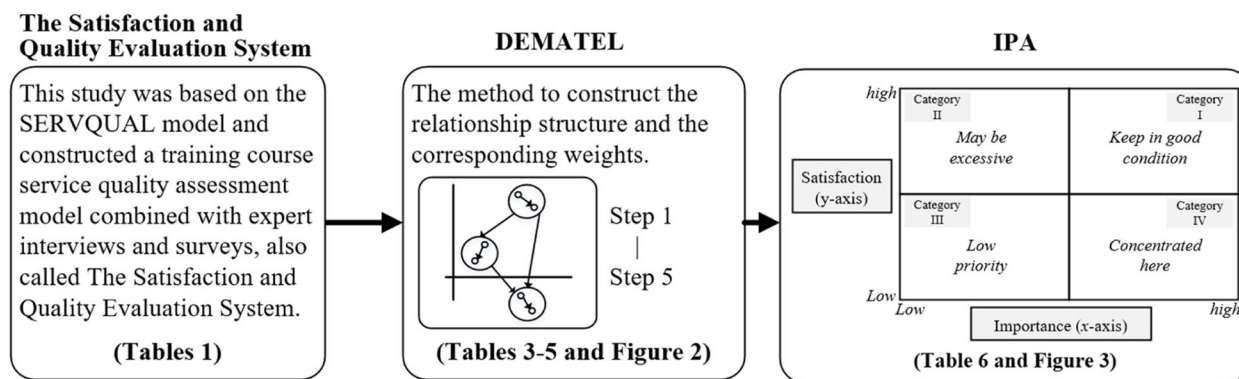 The Satisfaction and
Quality Evaluation System
This study was based on the
SERVQUAL model and
constructed a training course
service quality assessment
model combined with expert
interviews and surveys, also
called The Satisfaction and
Quality Evaluation System.
(Tables 1)
DEMATEL
The method to construct the
relationship structure and the
corresponding weights.
Step 1
|
Step 5
(Tables 3-5 and Figure 2)
IPA
high
Category
II
May be
excessive
Category
I
Keep in good
condition
Satisfaction
(y-axis)
Category
III
Low
priority
Category
IV
Concentrated
here
Low
Low
high
Importance (x-axis)
(Table 6 and Figure 3)